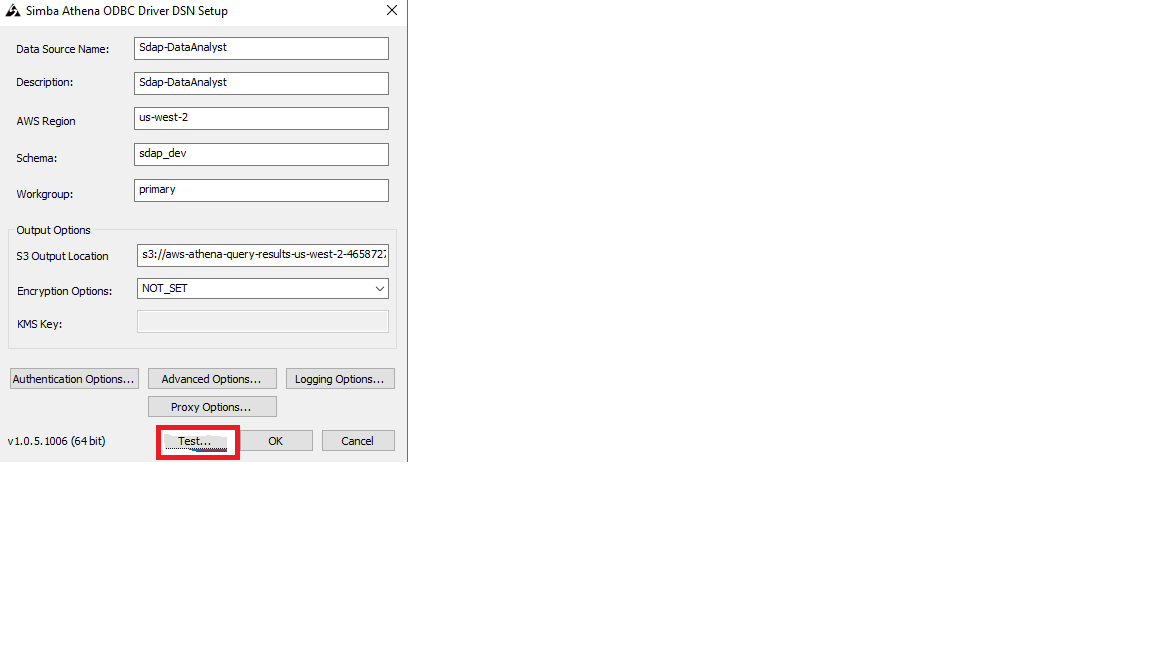 Simba Athena ODBC Driver DSN Setup
Data Source Name: Sdap-DataAnalyst
Description: Sdap-DataAnalyst
AWS Region us-west-2
Schema: sdap_dev
Workgroup: primary
Output Options
S3 Output Location s3://aws-athena-query-results-us-west-2-4658727
Encryption Options: NOT_SET
KMS Key:
Authentication Options... Advanced Options... Logging Options...
Proxy Options...
v1.0.5.1006 (64 bit) Test... OK Cancel